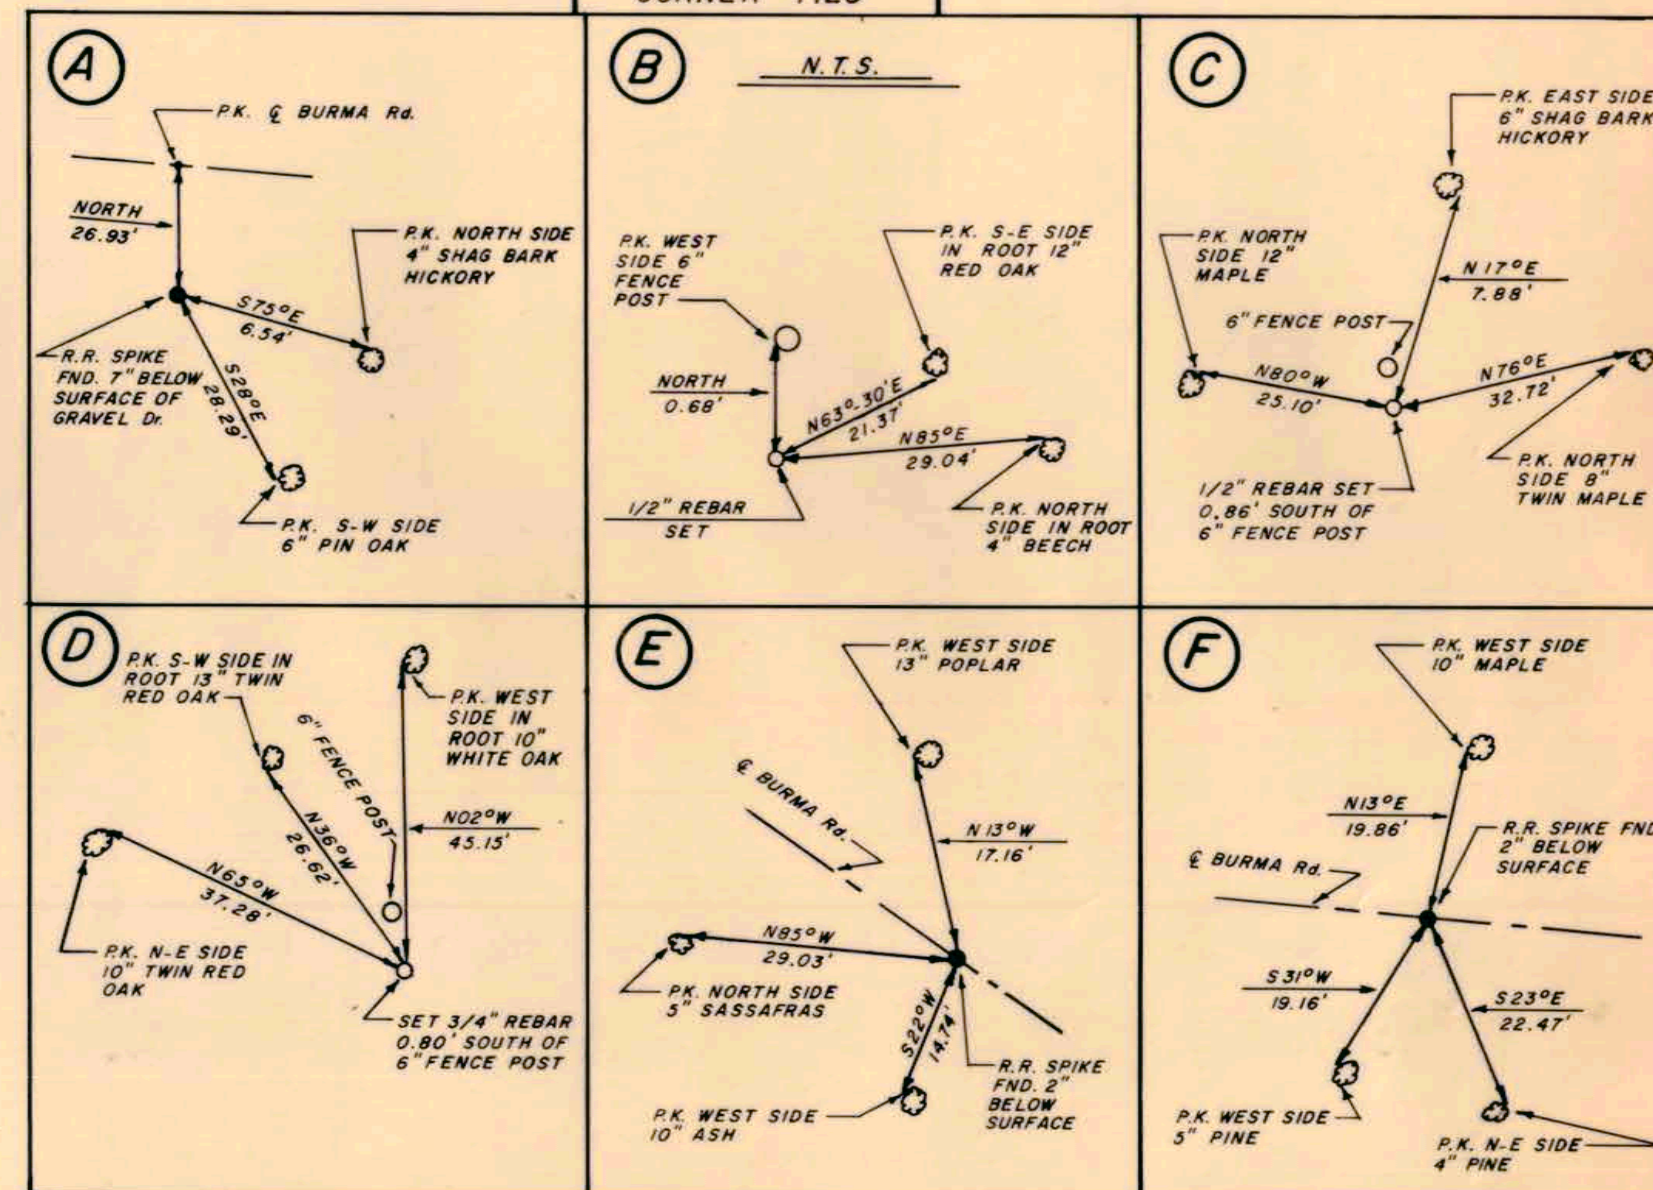 A
P.K. ℄ BURMA Rd.
NORTH
26.93'
P.K. NORTH SIDE
4" SHAG BARK
HICKORY
S75°E
6.54'
R.R. SPIKE
FND. 7" BELOW
SURFACE OF
GRAVEL Dr.
S28°E
28.29'
P.K. S-W SIDE
6" PIN OAK
B
N.T.S.
P.K. WEST
SIDE 6"
FENCE
POST
P.K. S-E SIDE
IN ROOT 12"
RED OAK
NORTH
0.68'
N63°-30'E
21.37'
N85°E
29.04'
1/2" REBAR
SET
P.K. NORTH
SIDE IN ROOT
4" BEECH
C
P.K. EAST SIDE
6" SHAG BARK
HICKORY
P.K. NORTH
SIDE 12"
MAPLE
N17°E
7.88'
6" FENCE POST
N80°W
25.10'
N76°E
32.72'
1/2" REBAR SET
0.86' SOUTH OF
6" FENCE POST
P.K. NORTH
SIDE 8"
TWIN MAPLE
D
P.K. S-W SIDE IN
ROOT 13" TWIN
RED OAK
6" FENCE POST
P.K. WEST
SIDE IN
ROOT 10"
WHITE OAK
N02°W
45.15'
N36°W
26.62'
N65°W
37.28'
P.K. N-E SIDE
10" TWIN RED
OAK
SET 3/4" REBAR
0.80' SOUTH OF
6" FENCE POST
E
P.K. WEST SIDE
13" POPLAR
℄ BURMA Rd.
N13°W
17.16'
N85°W
29.03'
P.K. NORTH SIDE
5" SASSAFRAS
S22°W
14.74'
R.R. SPIKE
FND. 2"
BELOW
SURFACE
P.K. WEST SIDE
10" ASH
F
P.K. WEST SIDE
10" MAPLE
N13°E
19.86'
R.R. SPIKE FND
2" BELOW
SURFACE
℄ BURMA Rd.
S31°W
19.16'
S23°E
22.47'
P.K. WEST SIDE
5" PINE
P.K. N-E SIDE
4" PINE